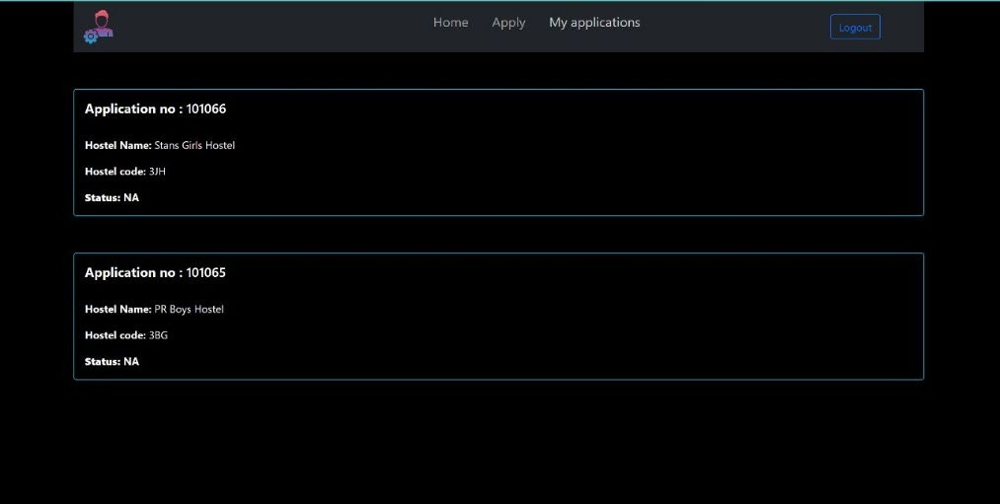 Home Apply My applications Logout
Application no : 101066
Hostel Name: Stans Girls Hostel
Hostel code: 3JH
Status: NA
Application no : 101065
Hostel Name: PR Boys Hostel
Hostel code: 3BG
Status: NA